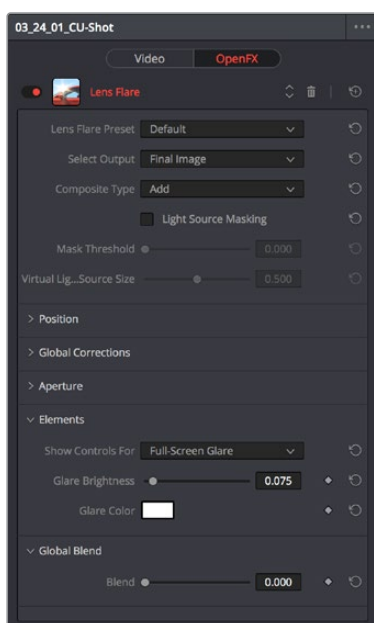 03_24_01_CU-Shot
Video OpenFX
Lens Flare
Lens Flare Preset Default
Select Output Final Image
Composite Type Add
Light Source Masking
Mask Threshold 0.000
Virtual Lig...Source Size 0.500
> Position
> Global Corrections
> Aperture
Elements
Show Controls For Full-Screen Glare
Glare Brightness 0.075
Glare Color
Global Blend
Blend 0.000